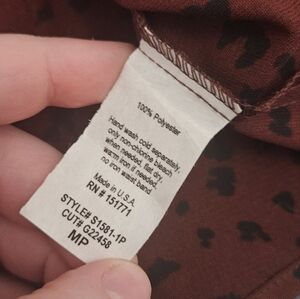 100% Polyester
Hand wash cold separately,
only non-chlorine bleach
when needed, flat dry,
warm iron if needed,
no iron waist band
Made in U.S.A.
RN # 151771
STYLE# S1581-1P
CUT# G22458
MP